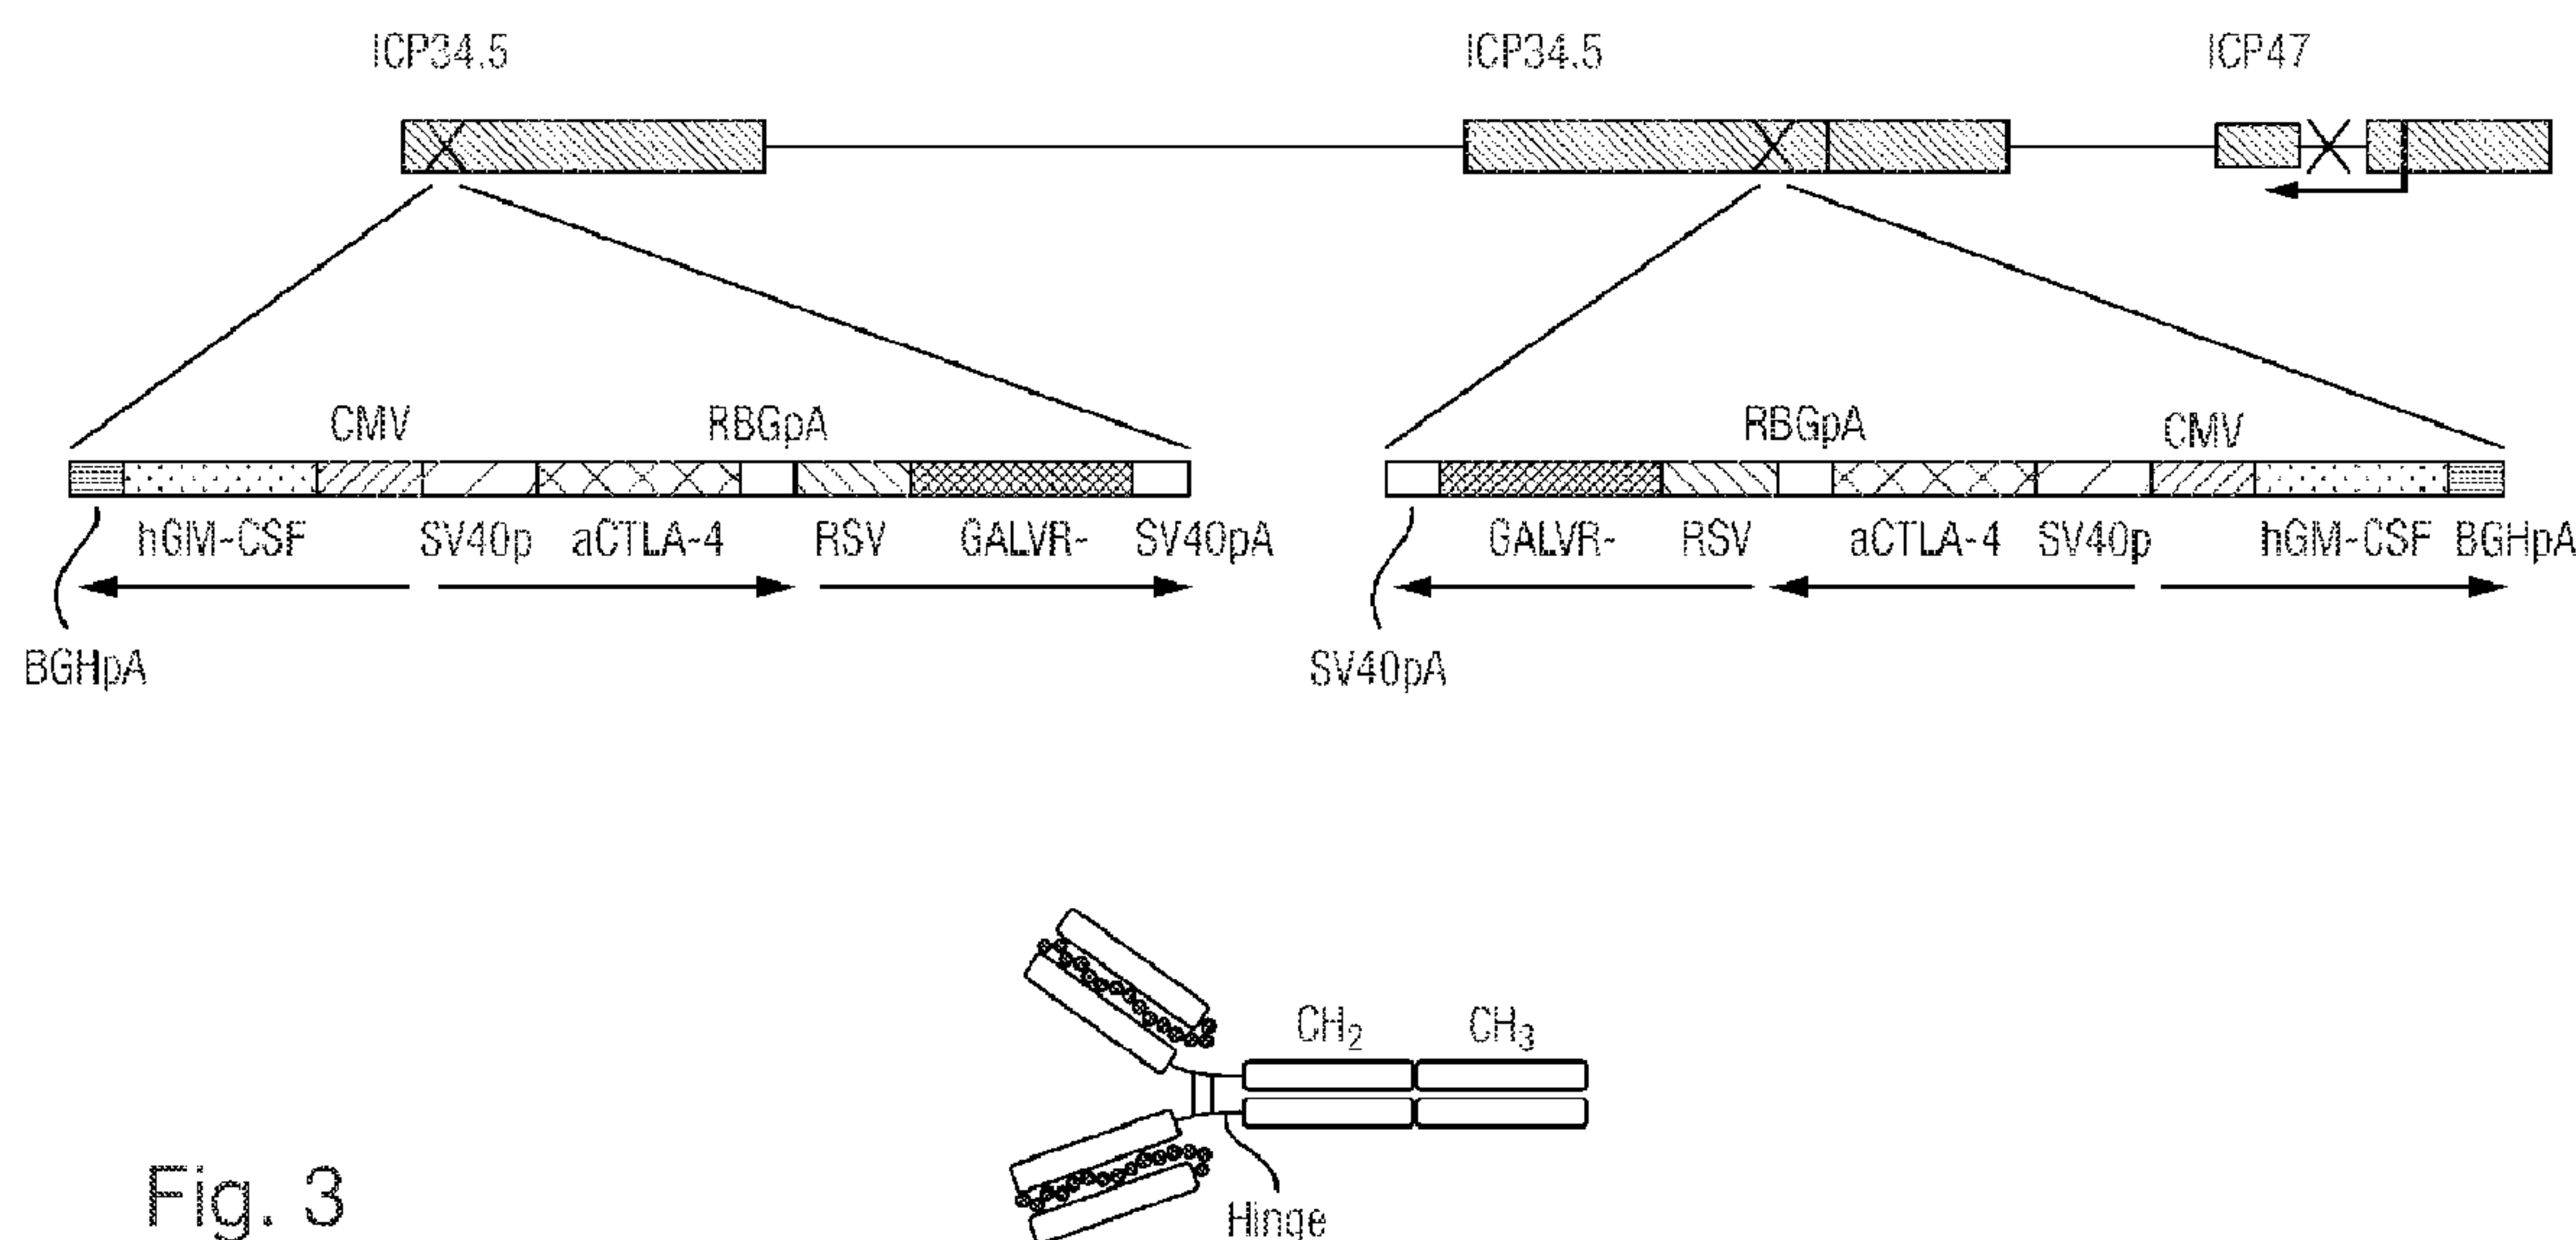 ICP34.5 ICP34.5 ICP47
CMV RBGpA RBGpA CMV
hGM-CSF SV40p aCTLA-4 RSV GALVR- SV40pA GALVR- RSV aCTLA-4 SV40p hGM-CSF BGHpA
BGHpA SV40pA
CH2 CH3
Hinge
Fig. 3